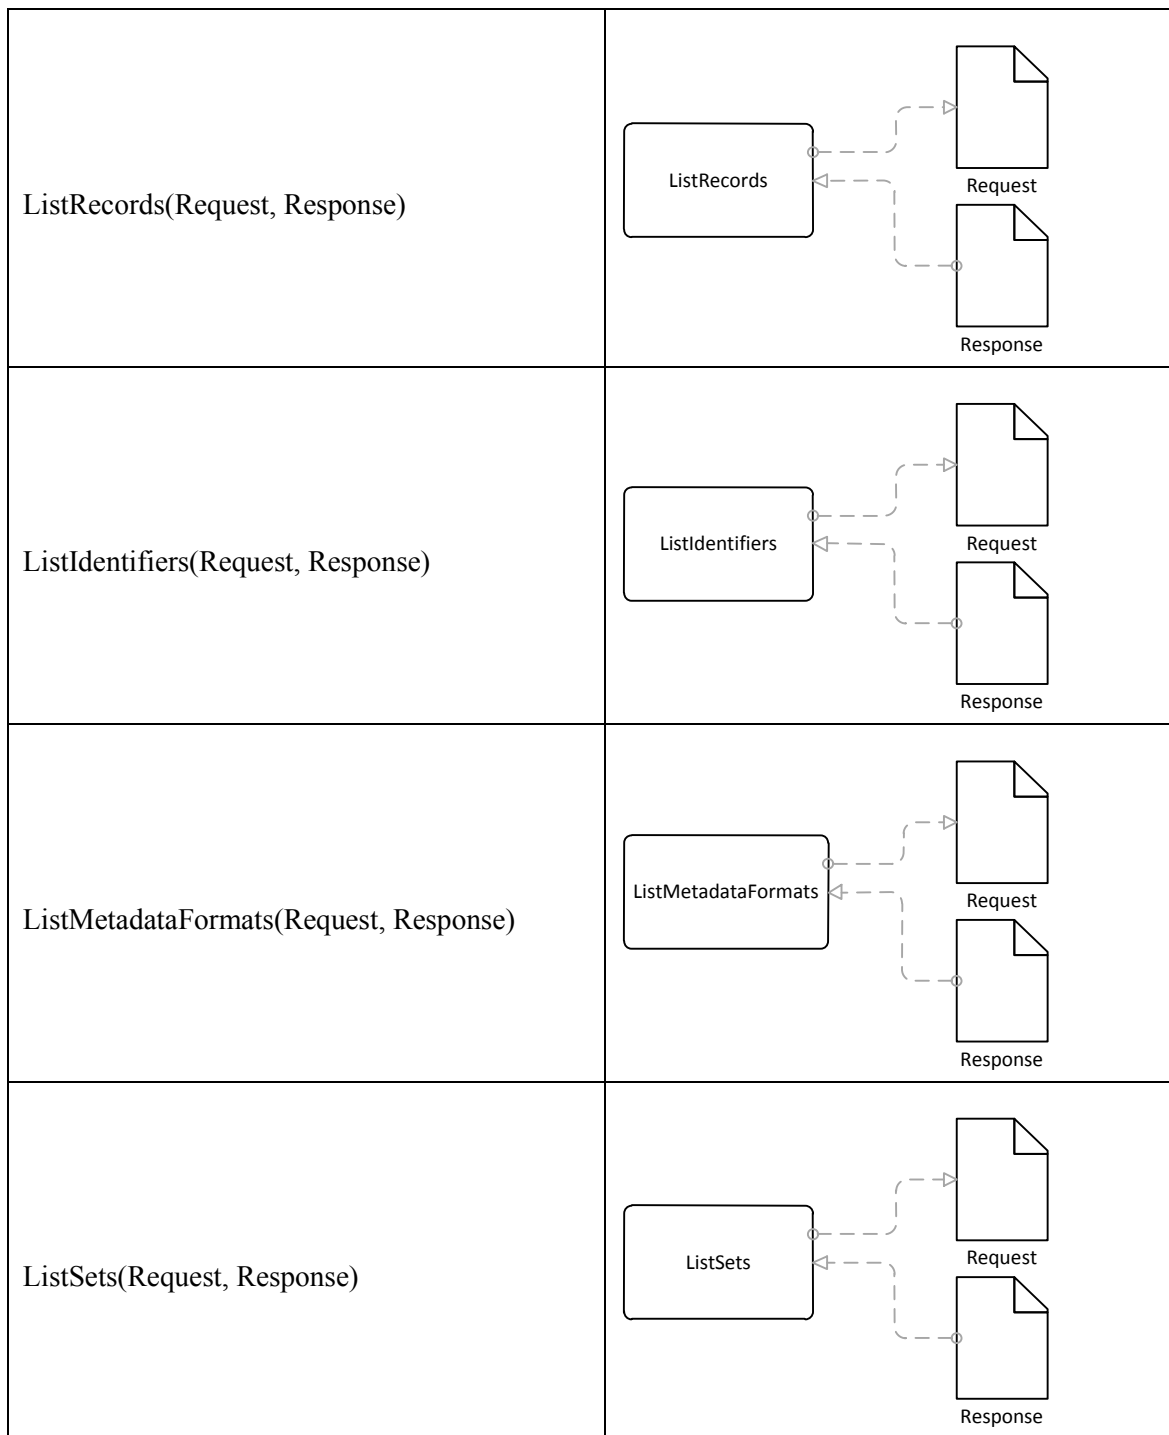 ListRecords(Request, Response)
ListRecords
Request
Response
ListIdentifiers(Request, Response)
ListIdentifiers
Request
Response
ListMetadataFormats(Request, Response)
ListMetadataFormats
Request
Response
ListSets(Request, Response)
ListSets
Request
Response